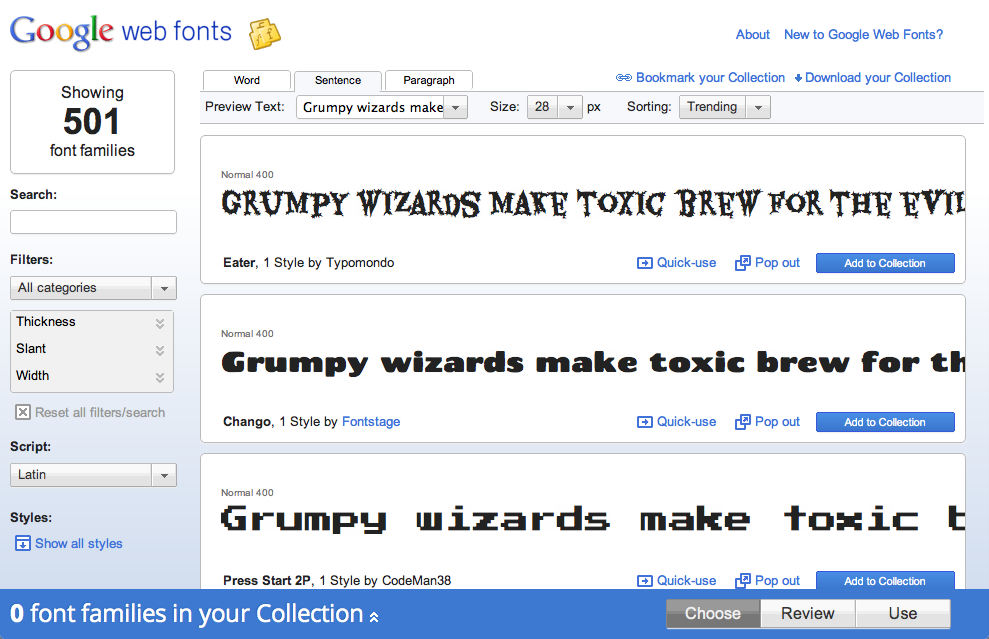 Google web fonts
About New to Google Web Fonts?
Showing
501
font families
Search:
Filters:
All categories
Thickness
Slant
Width
Reset all filters/search
Script:
Latin
Styles:
Show all styles
Word Sentence Paragraph
Bookmark your Collection Download your Collection
Preview Text: Grumpy wizards make Size: 28 px Sorting: Trending
Normal 400
GRUMPY WIZARDS MAKE TOXIC BREW FOR THE EVIL
Eater, 1 Style by Typomondo Quick-use Pop out Add to Collection
Normal 400
Grumpy wizards make toxic brew for th
Chango, 1 Style by Fontstage Quick-use Pop out Add to Collection
Normal 400
Grumpy wizards make toxic b
Press Start 2P, 1 Style by CodeMan38 Quick-use Pop out Add to Collection
0 font families in your Collection Choose Review Use